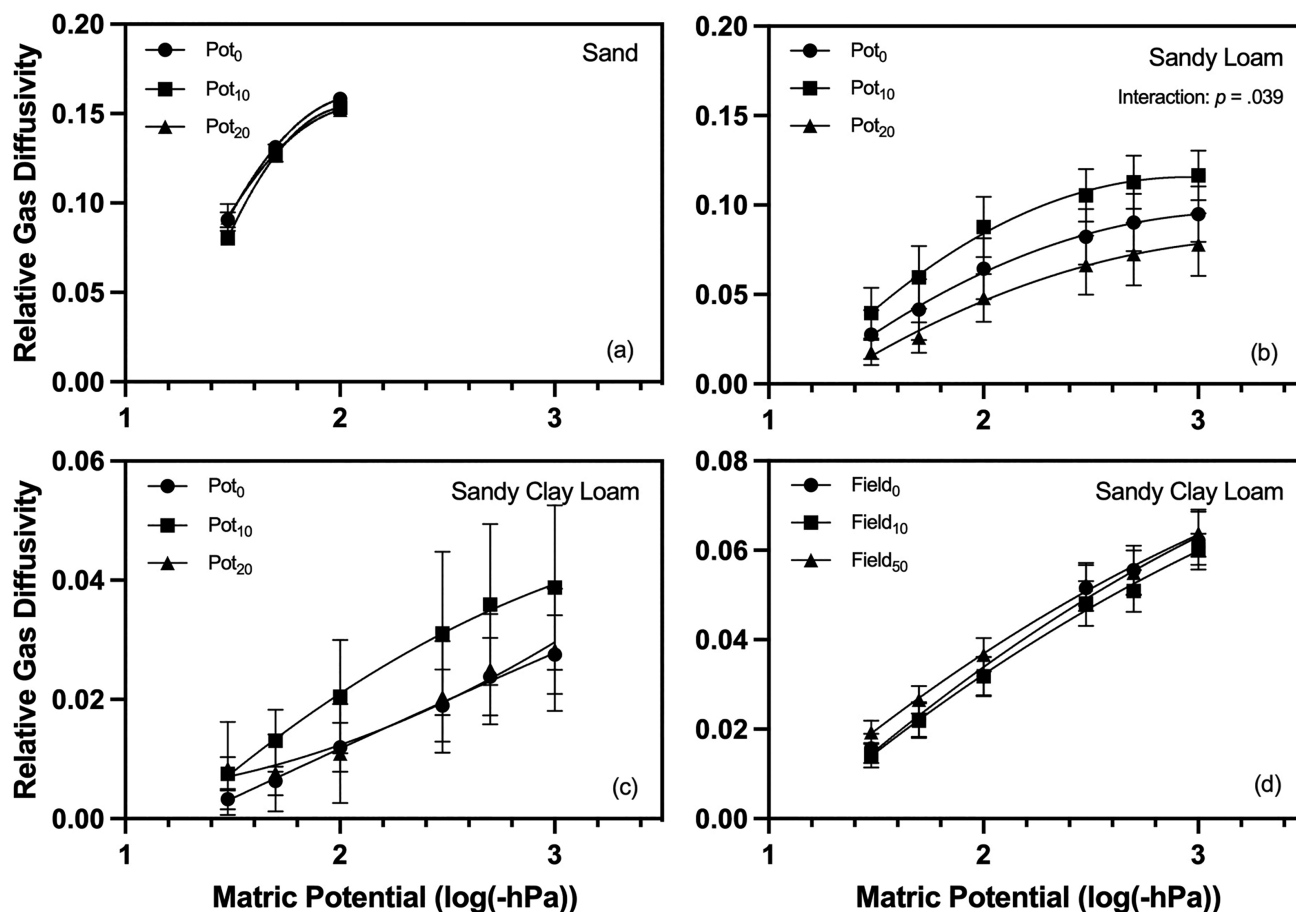 Relative Gas Diffusivity
0.20
0.15
0.10
0.05
0.00
1
2
3
Pot0
Pot10
Pot20
Sand
(a)
0.20
0.15
0.10
0.05
0.00
1
2
3
Pot0
Pot10
Pot20
Sandy Loam
Interaction: p = .039
(b)
Relative Gas Diffusivity
0.06
0.04
0.02
0.00
1
2
3
Pot0
Pot10
Pot20
Sandy Clay Loam
(c)
Matric Potential (log(-hPa))
0.08
0.06
0.04
0.02
0.00
1
2
3
Field0
Field10
Field50
Sandy Clay Loam
(d)
Matric Potential (log(-hPa))